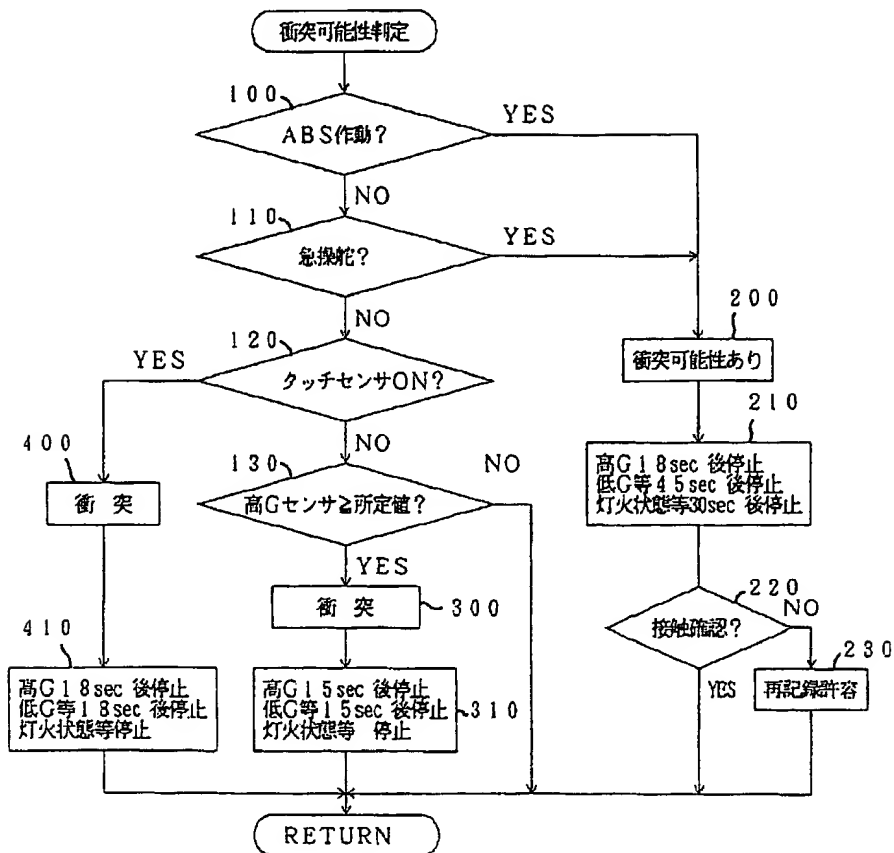 衝突可能性判定
100
ABS作動?
YES
NO
110
急操舵?
YES
NO
200
120
YES
タッチセンサON?
衝突可能性あり
NO
210
400
130
NO
高G18sec後停止
低G等45sec後停止
灯火状態等30sec後停止
衝 突
高Gセンサ≧所定値?
YES
220
NO
衝 突
300
接触確認?
230
410
高G18sec後停止
低G等18sec後停止
灯火状態等停止
高G15sec後停止
低G等15sec後停止
灯火状態等 停止
310
YES
再記録許容
RETURN